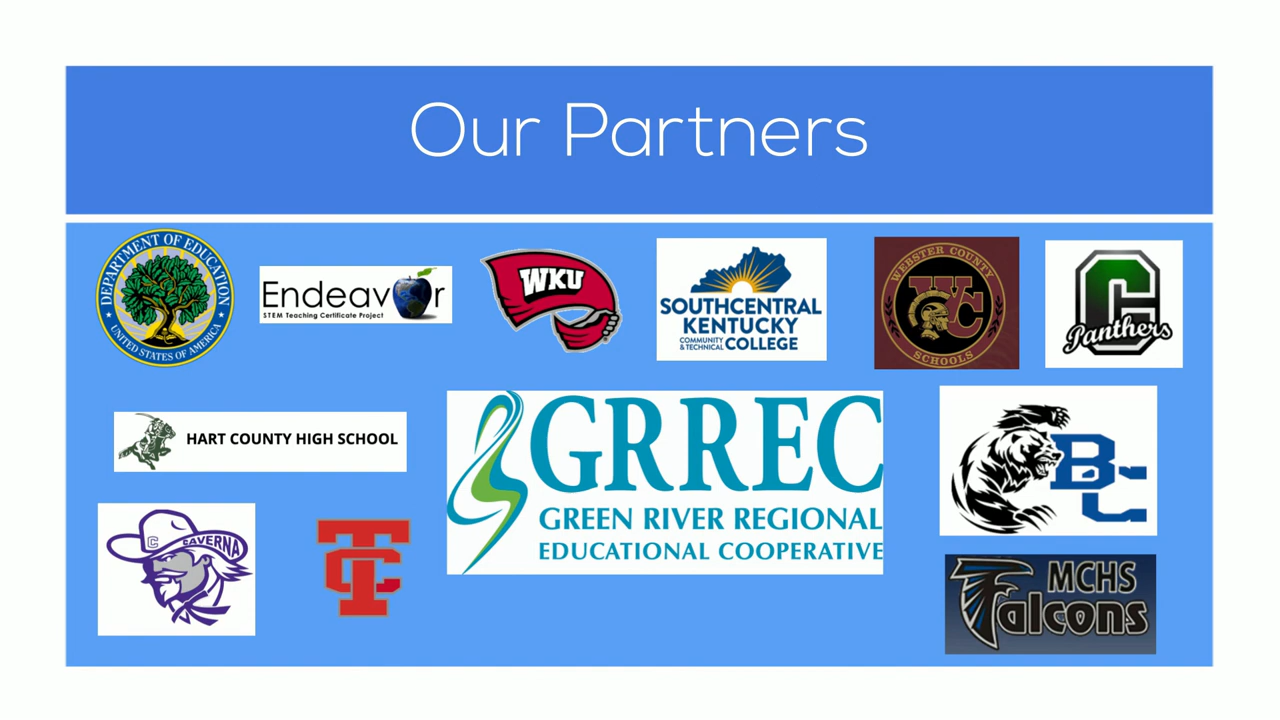 Our Partners
DEPARTMENT OF EDUCATION
UNITED STATES OF AMERICA
Endeavor
STEM Teaching Certificate Project
WKU
SOUTHCENTRAL
KENTUCKY
COMMUNITY
& TECHNICAL
COLLEGE
WEBSTER COUNTY
WC
SCHOOLS
C
Panthers
HART COUNTY HIGH SCHOOL
GRREC
GREEN RIVER REGIONAL
EDUCATIONAL COOPERATIVE
BC
C CAVERNA
TC
MCHS
Falcons